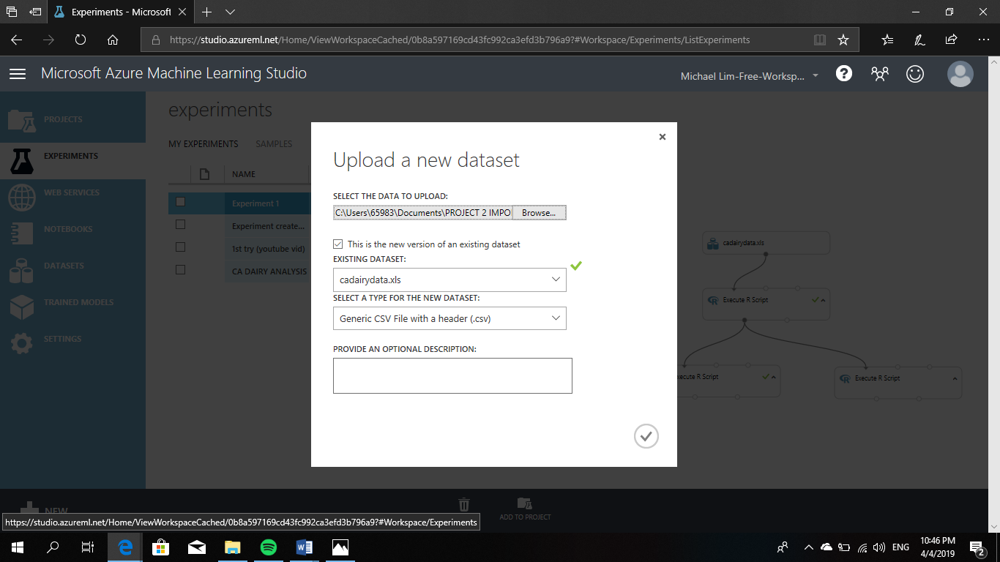 Experiments - Microsoft
https://studio.azureml.net/Home/ViewWorkspaceCached/0b8a597169cd43fc992ca3efd3b796a9?#Workspace/Experiments/ListExperiments
Microsoft Azure Machine Learning Studio
Michael Lim-Free-Worksp...
?
PROJECTS
EXPERIMENTS
WEB SERVICES
NOTEBOOKS
DATASETS
TRAINED MODELS
SETTINGS
experiments
MY EXPERIMENTS SAMPLES
NAME
Experiment 1
Experiment create...
1st try (youtube vid)
CA DAIRY ANALYSIS
Upload a new dataset
SELECT THE DATA TO UPLOAD:
C:\Users\65983\Documents\PROJECT 2 IMPO Browse...
This is the new version of an existing dataset
EXISTING DATASET:
cadairydata.xls
SELECT A TYPE FOR THE NEW DATASET:
Generic CSV File with a header (.csv)
PROVIDE AN OPTIONAL DESCRIPTION:
cadairydata.xls
R Execute R Script
xecute R Script
R Execute R Script
NEW
ADD TO PROJECT
https://studio.azureml.net/Home/ViewWorkspaceCached/0b8a597169cd43fc992ca3efd3b796a9?#Workspace/Experiments
ENG
10:46 PM
4/4/2019
2